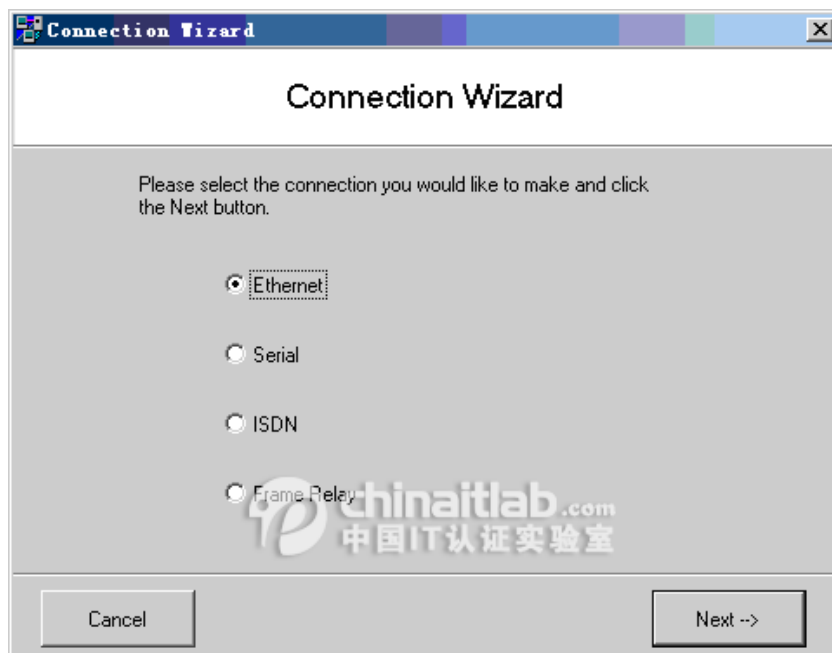 Connection Wizard
Connection Wizard
Please select the connection you would like to make and click
the Next button.
Ethernet
Serial
ISDN
Frame Relay
chinaitlab.com
中国IT认证实验室
Cancel
Next -->